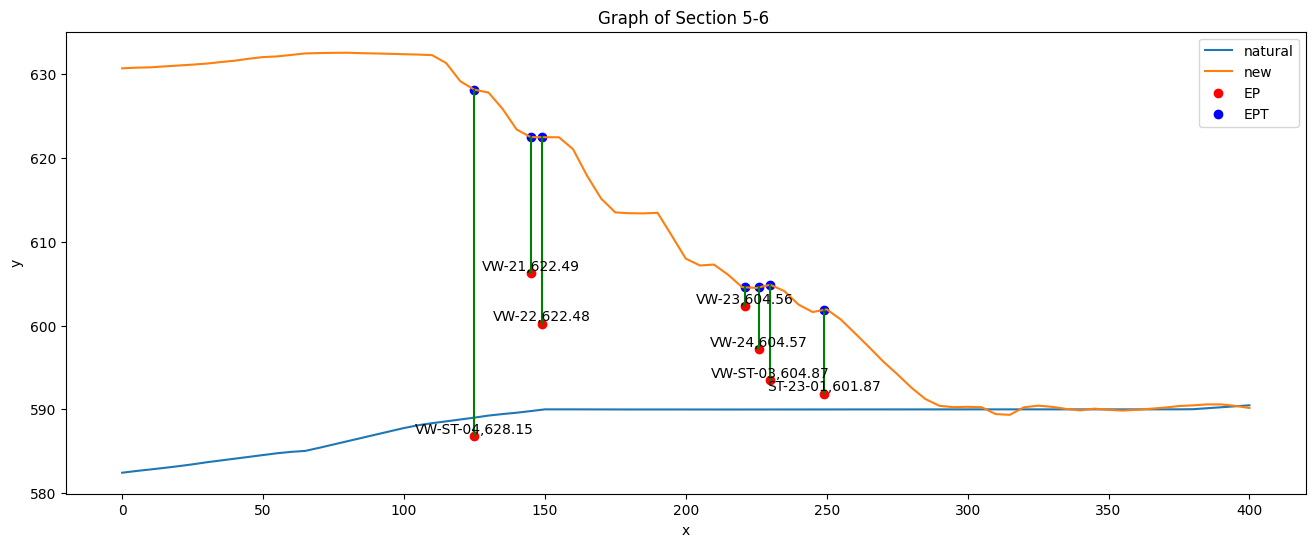 Graph of Section 5-6
natural
new
EP
EPT
y
630
620
610
600
590
580
VW-21,622.49
VW-22,622.48
VW-23,604.56
VW-24,604.57
VW-ST-03,604.87
ST-23-01,601.87
VW-ST-04,628.15
0
50
100
150
200
250
300
350
400
x